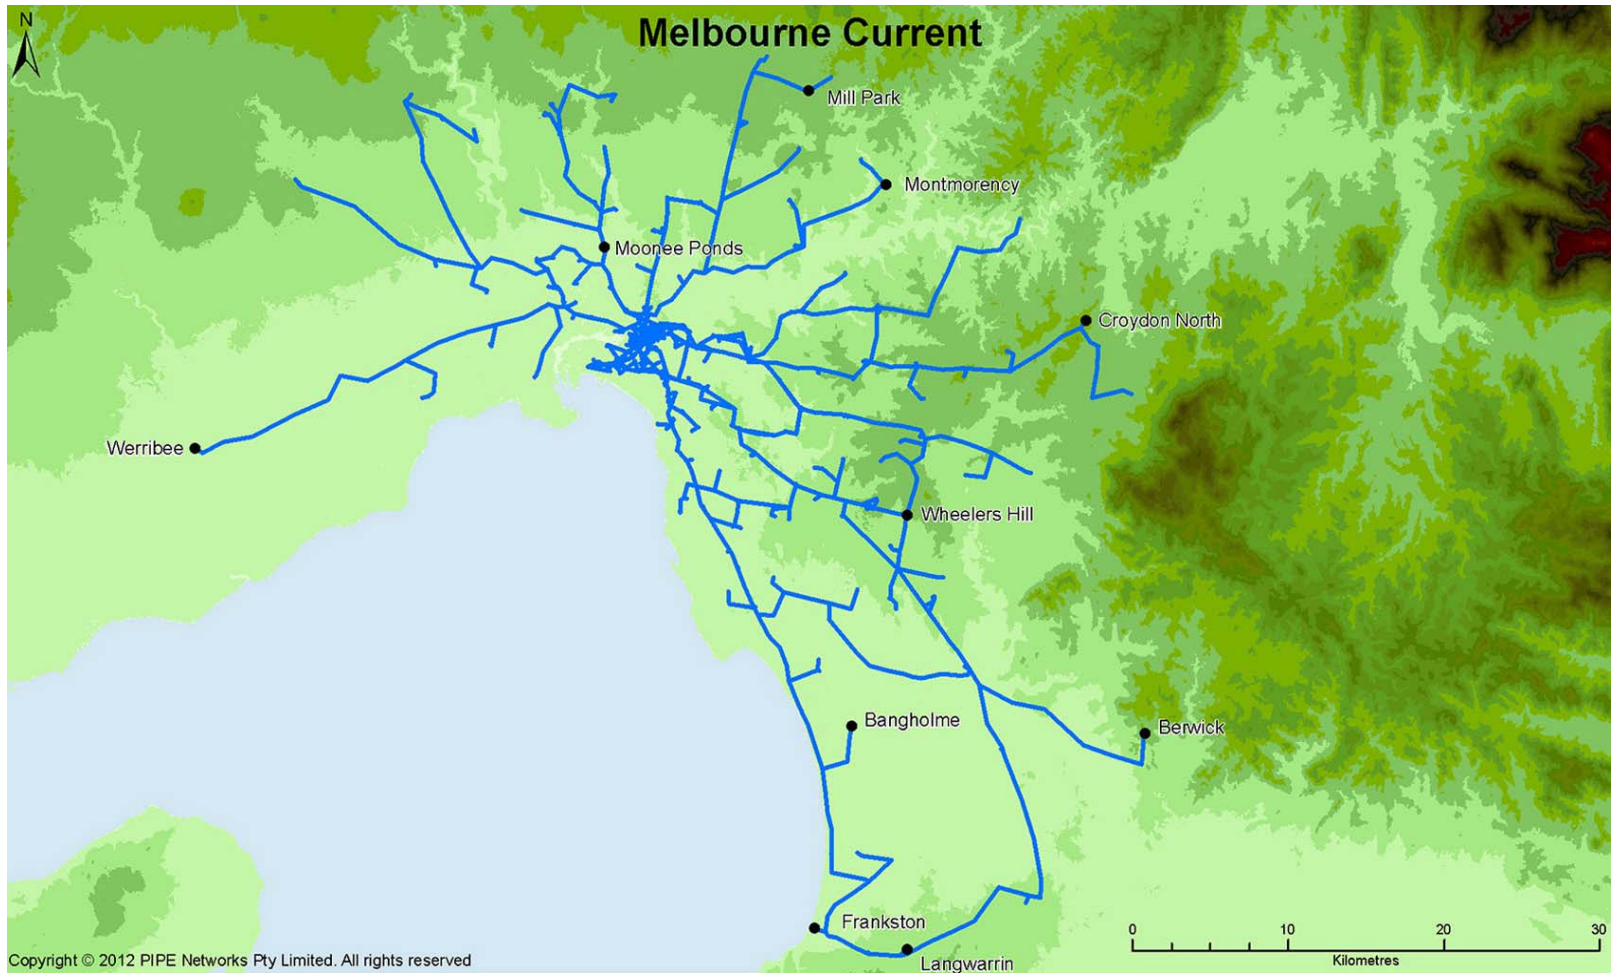 N
Melbourne Current
Mill Park
Montmorency
Moonee Ponds
Croydon North
Werribee
Wheelers Hill
Bangholme
Berwick
Frankston
Langwarrin
0 10 20 30
Kilometres
Copyright © 2012 PIPE Networks Pty Limited. All rights reserved